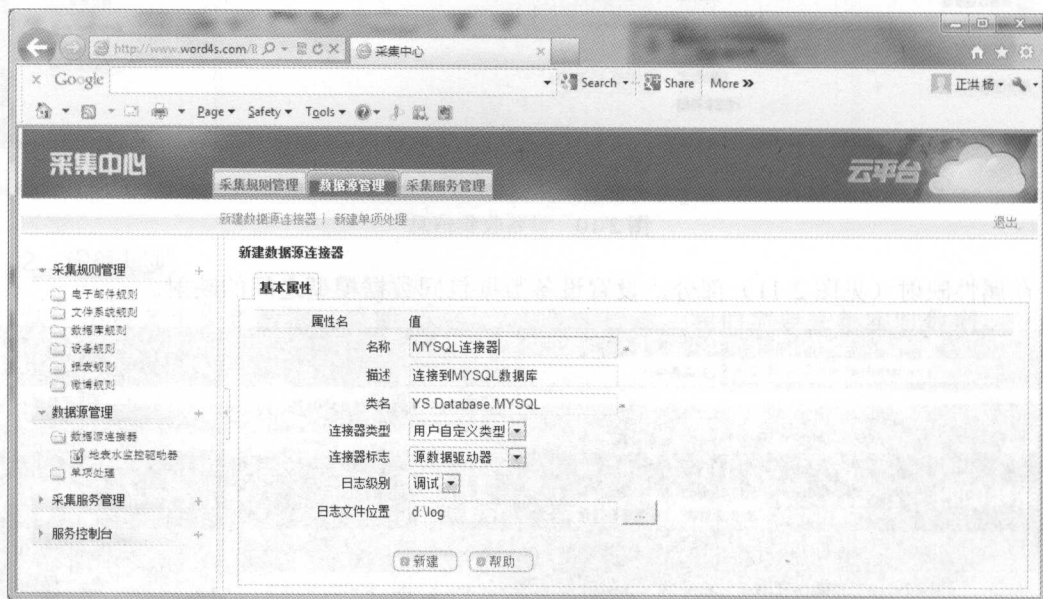 http://www.word4s.com/
采集中心
Google
Search
Share
More
正洪杨
Page
Safety
Tools
采集中心
采集规则管理
数据源管理
采集服务管理
云平台
新建数据源连接器 | 新建单项处理
退出
采集规则管理
电子邮件规则
文件系统规则
数据库规则
设备规则
报表规则
微博规则
数据源管理
数据源连接器
地表水监控驱动器
单项处理
采集服务管理
服务控制台
新建数据源连接器
基本属性
属性名 值
名称 MYSQL连接器
描述 连接到MYSQL数据库
类名 YS.Database.MYSQL
连接器类型 用户自定义类型
连接器标志 源数据驱动器
日志级别 调试
日志文件位置 d:\log
新建 帮助